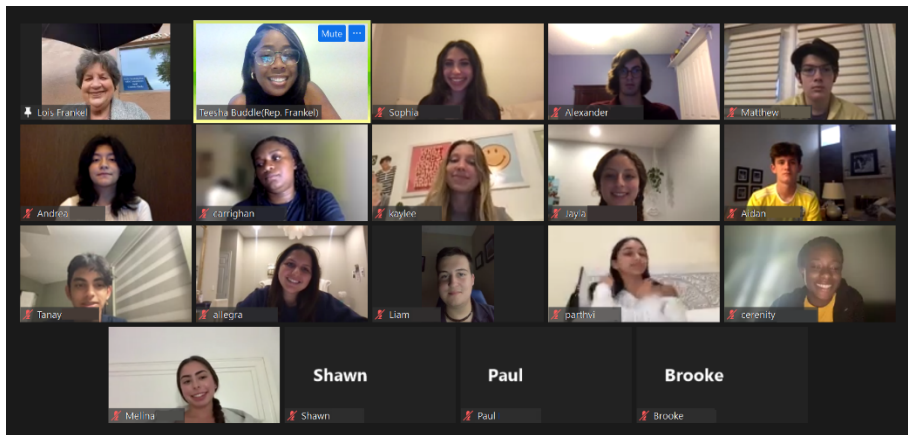 Mute ...
Lois Frankel
Teesha Buddle(Rep. Frankel)
Sophia
Alexander
Matthew
Andrea
carrighan
kaylee
Jayla
Aidan
Tanay
allegra
Liam
parthvi
cerenity
Melina
Shawn
Shawn
Paul
Paul
Brooke
Brooke